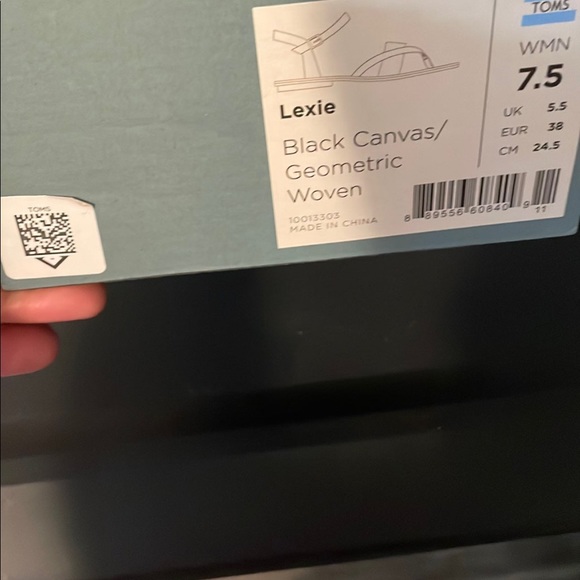 TOMS
WMN
7.5
UK 5.5
EUR 38
CM 24.5
Lexie
Black Canvas/
Geometric
Woven
10013303
MADE IN CHINA
8 89556 60840 9
11
TOMS